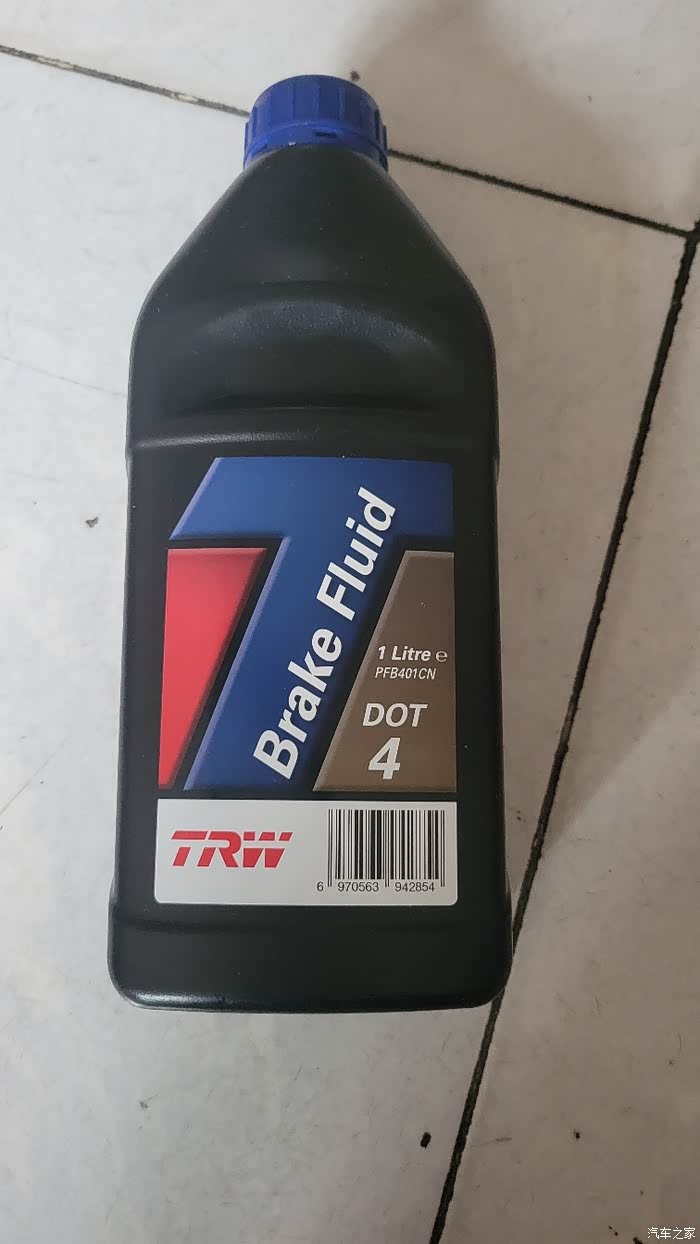 Brake Fluid
1 Litre ℮
PFB401CN
DOT
4
TRW
6 970563 942854
汽车之家